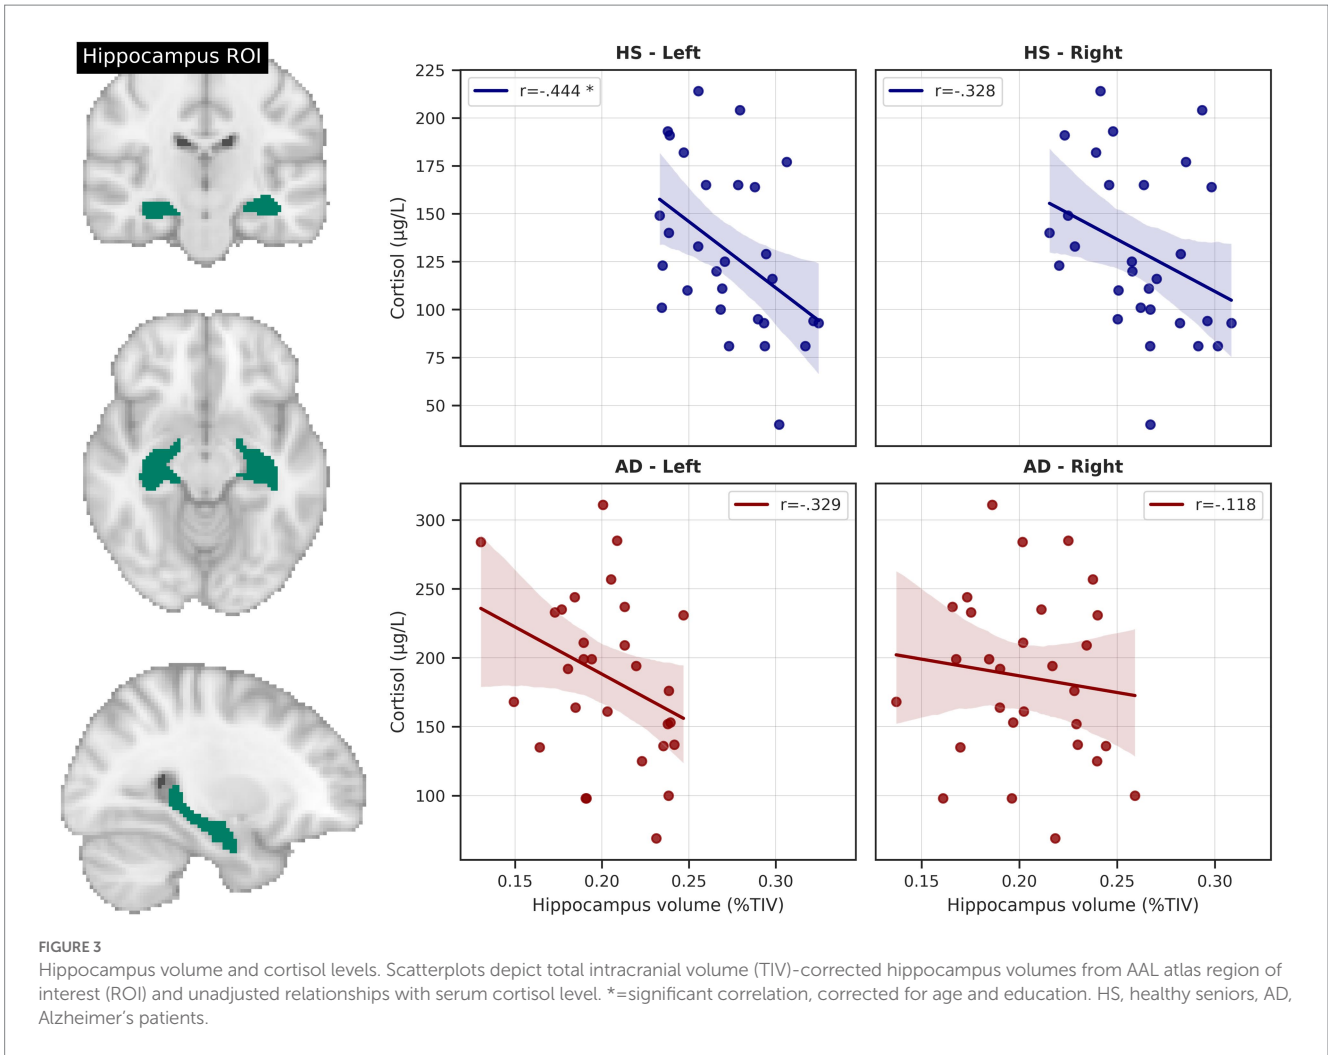 Hippocampus ROI
HS - Left
r=-.444 *
225
200
175
150
125
100
75
50
Cortisol (µg/L)
HS - Right
r=-.328
AD - Left
r=-.329
300
250
200
150
100
Cortisol (µg/L)
0.15 0.20 0.25 0.30
Hippocampus volume (%TIV)
AD - Right
r=-.118
0.15 0.20 0.25 0.30
Hippocampus volume (%TIV)
FIGURE 3
Hippocampus volume and cortisol levels. Scatterplots depict total intracranial volume (TIV)-corrected hippocampus volumes from AAL atlas region of
interest (ROI) and unadjusted relationships with serum cortisol level. *=significant correlation, corrected for age and education. HS, healthy seniors, AD,
Alzheimer's patients.